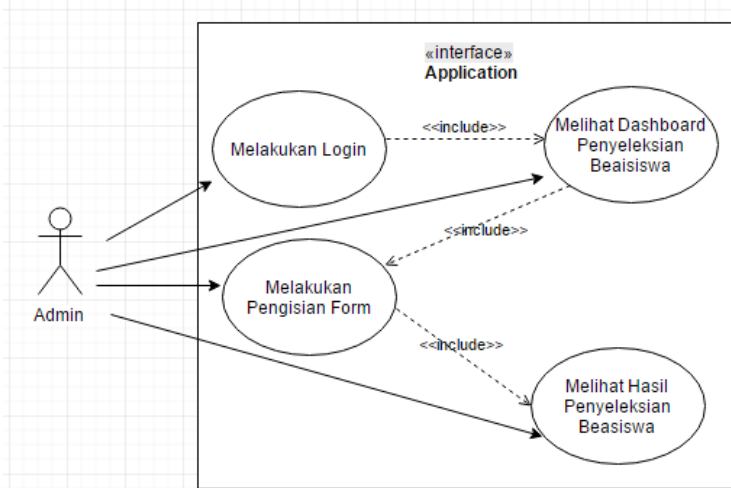 «interface»
Application
Melakukan Login
<<include>>
Melihat Dashboard
Penyeleksian
Beaisiswa
<<include>>
Admin
Melakukan
Pengisian Form
<<include>>
Melihat Hasil
Penyeleksian
Beasiswa